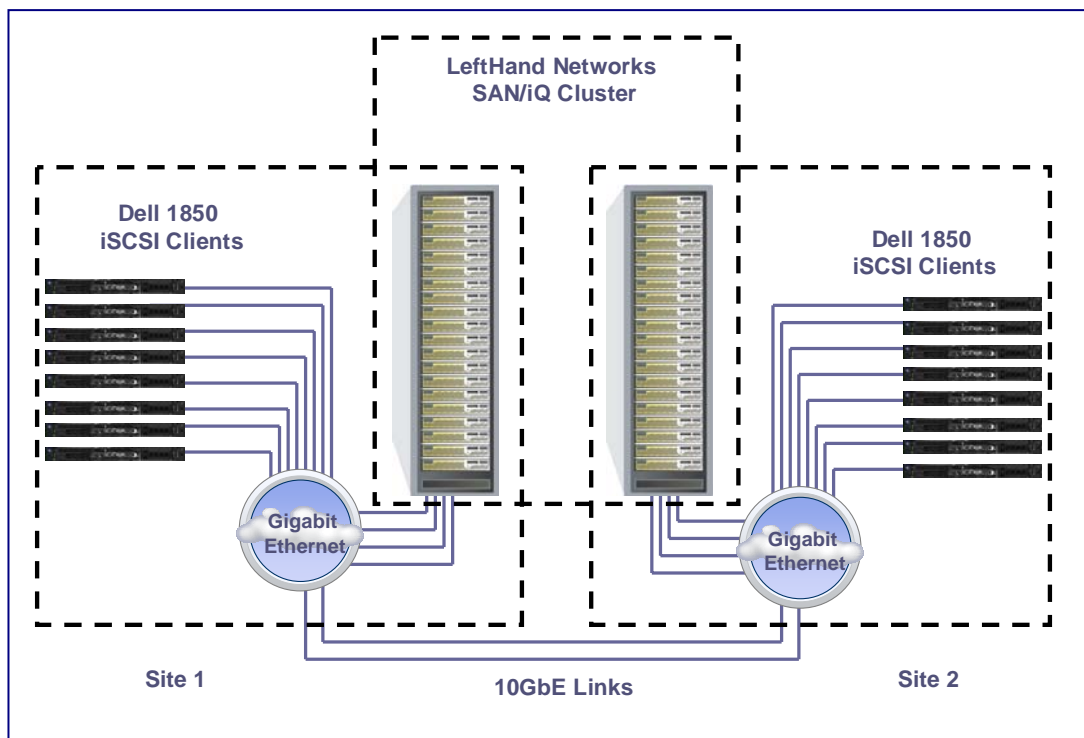 LeftHand Networks
SAN/iQ Cluster
Dell 1850
iSCSI Clients
Dell 1850
iSCSI Clients
Gigabit
Ethernet
Gigabit
Ethernet
Site 1
10GbE Links
Site 2